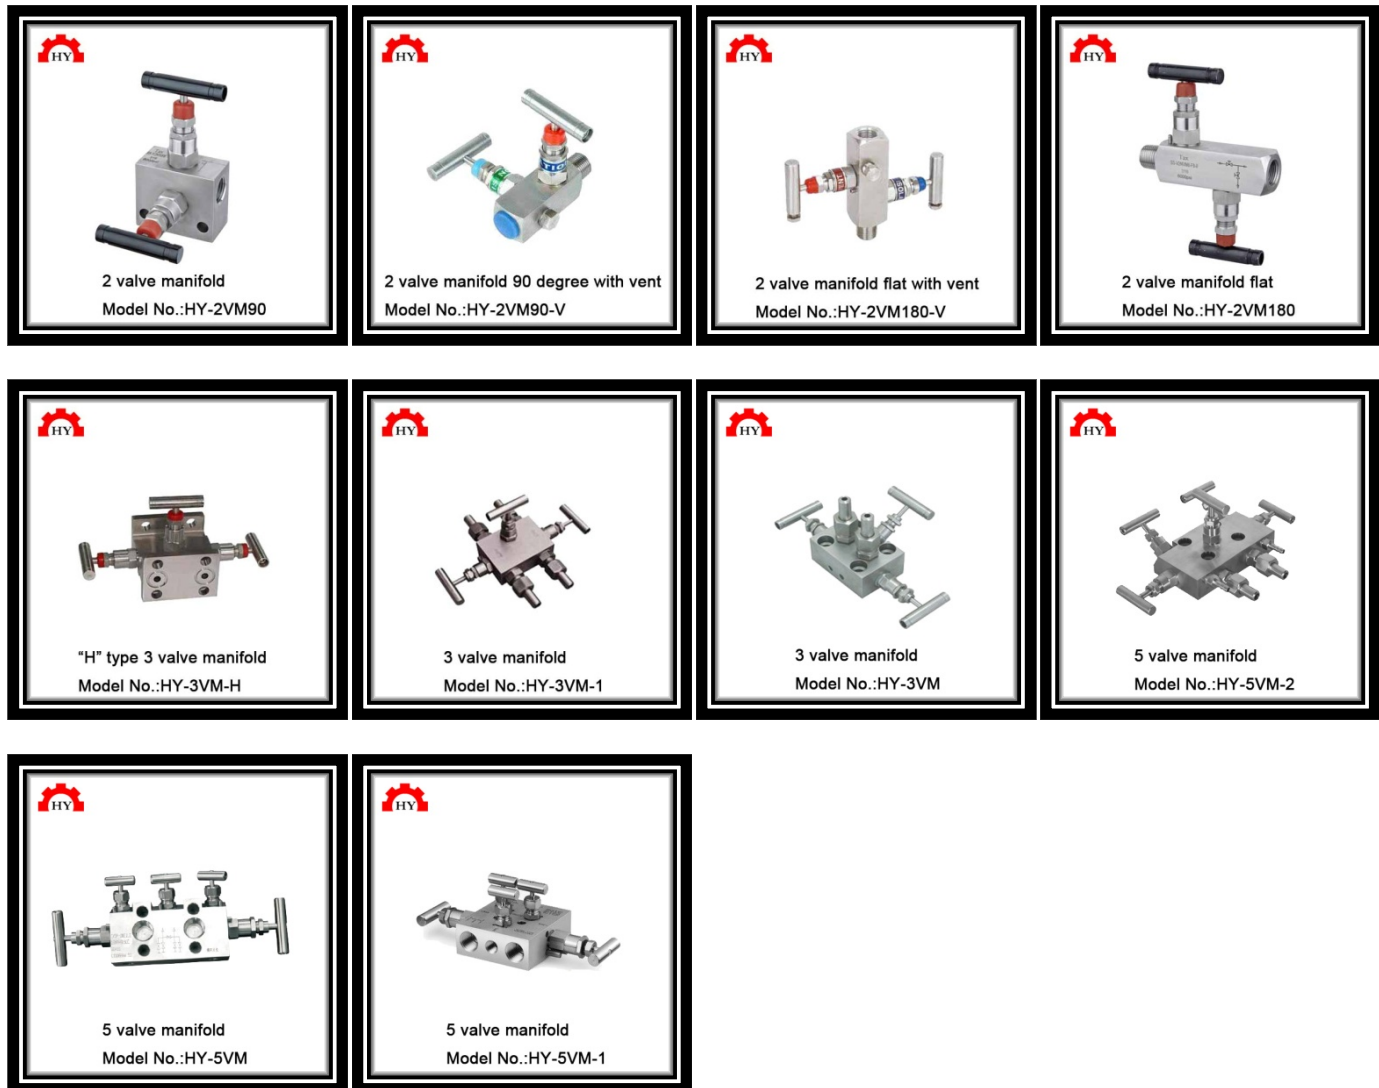 HY
2 valve manifold
Model No.:HY-2VM90
HY
2 valve manifold 90 degree with vent
Model No.:HY-2VM90-V
HY
2 valve manifold flat with vent
Model No.:HY-2VM180-V
HY
2 valve manifold flat
Model No.:HY-2VM180
HY
“H” type 3 valve manifold
Model No.:HY-3VM-H
HY
3 valve manifold
Model No.:HY-3VM-1
HY
3 valve manifold
Model No.:HY-3VM
HY
5 valve manifold
Model No.:HY-5VM-2
HY
5 valve manifold
Model No.:HY-5VM
HY
5 valve manifold
Model No.:HY-5VM-1